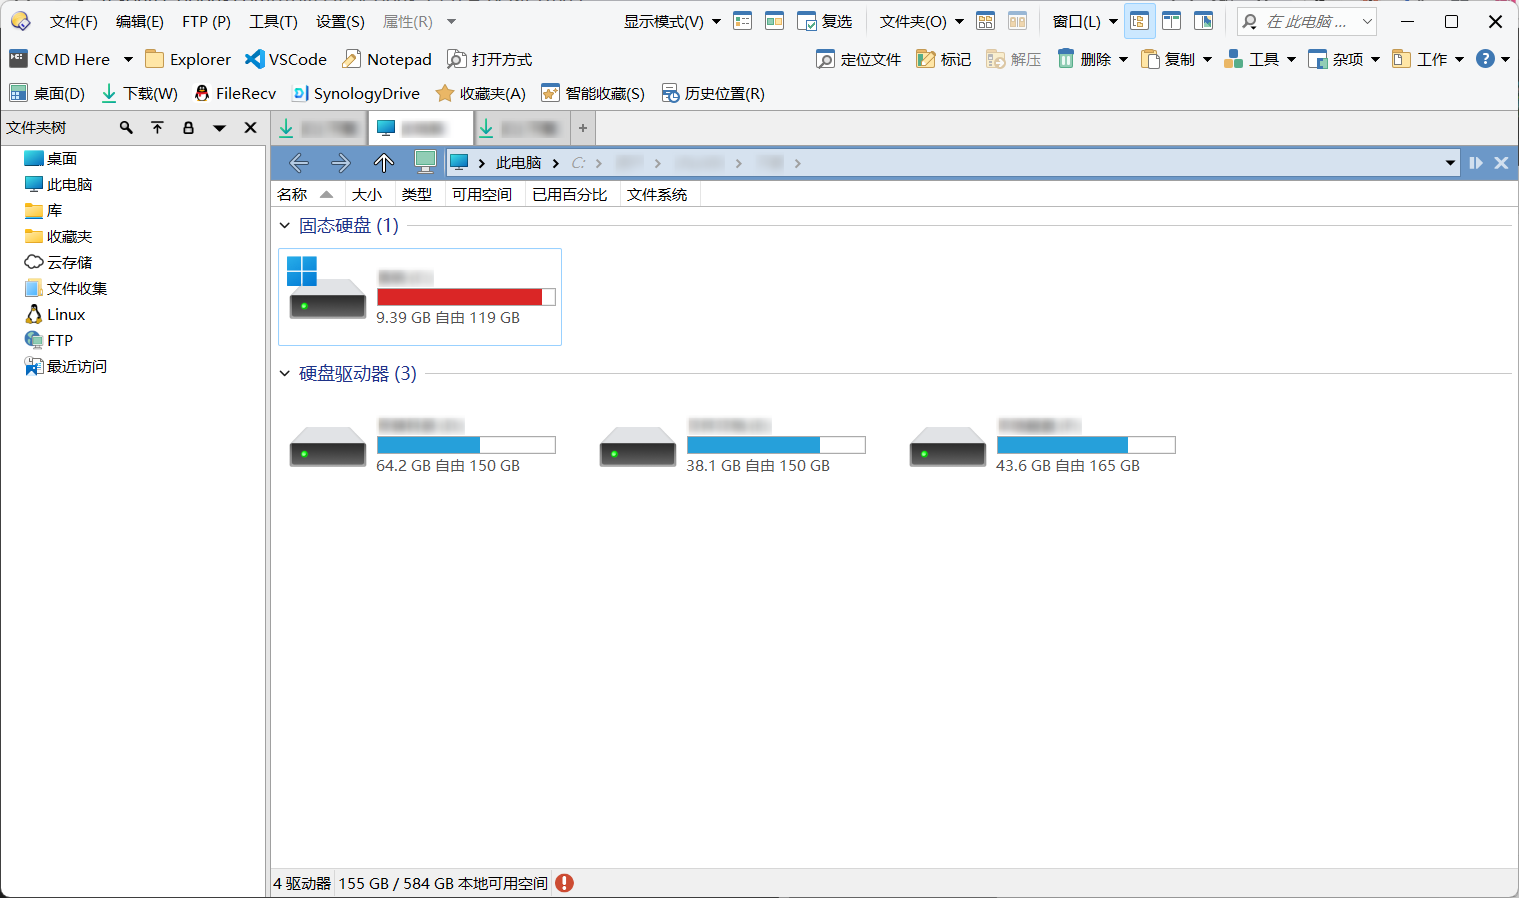 文件(F) 编辑(E) FTP (P) 工具(T) 设置(S) 属性(R) 显示模式(V) 复选 文件夹(O) 窗口(L) 在 此电脑 ...
CMD Here Explorer VSCode Notepad 打开方式 定位文件 标记 解压 删除 复制 工具 杂项 工作
桌面(D) 下载(W) FileRecv SynologyDrive 收藏夹(A) 智能收藏(S) 历史位置(R)
文件夹树
桌面
此电脑
库
收藏夹
云存储
文件收集
Linux
FTP
最近访问
此电脑 C:
名称 大小 类型 可用空间 已用百分比 文件系统
固态硬盘 (1)
9.39 GB 自由 119 GB
硬盘驱动器 (3)
64.2 GB 自由 150 GB 38.1 GB 自由 150 GB 43.6 GB 自由 165 GB
4 驱动器 155 GB / 584 GB 本地可用空间